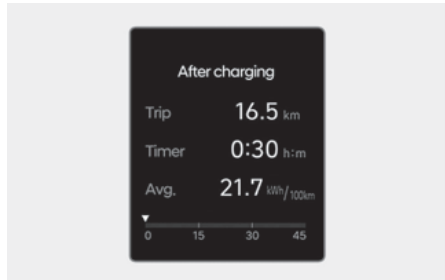 After charging
Trip 16.5 km
Timer 0:30 h:m
Avg. 21.7 kWh/100km
0 15 30 45